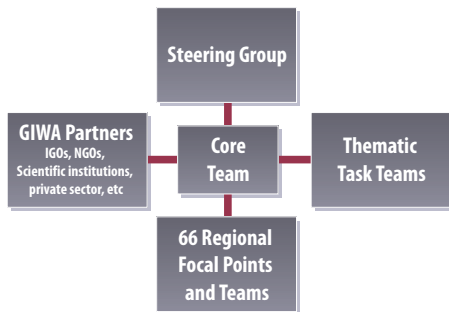 Steering Group
GIWA Partners
IGOs, NGOs,
Scientific institutions,
private sector, etc
Core
Team
Thematic
Task Teams
66 Regional
Focal Points
and Teams